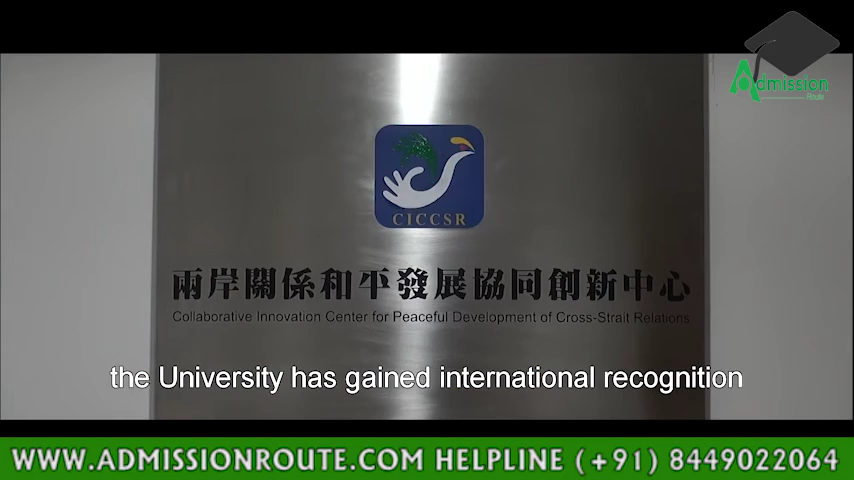 Admission
Route
CICCSR
兩岸關係和平發展協同創新中心
Collaborative Innovation Center for Peaceful Development of Cross-Strait Relations
the University has gained international recognition
WWW.ADMISSIONROUTE.COM HELPLINE (+91) 8449022064